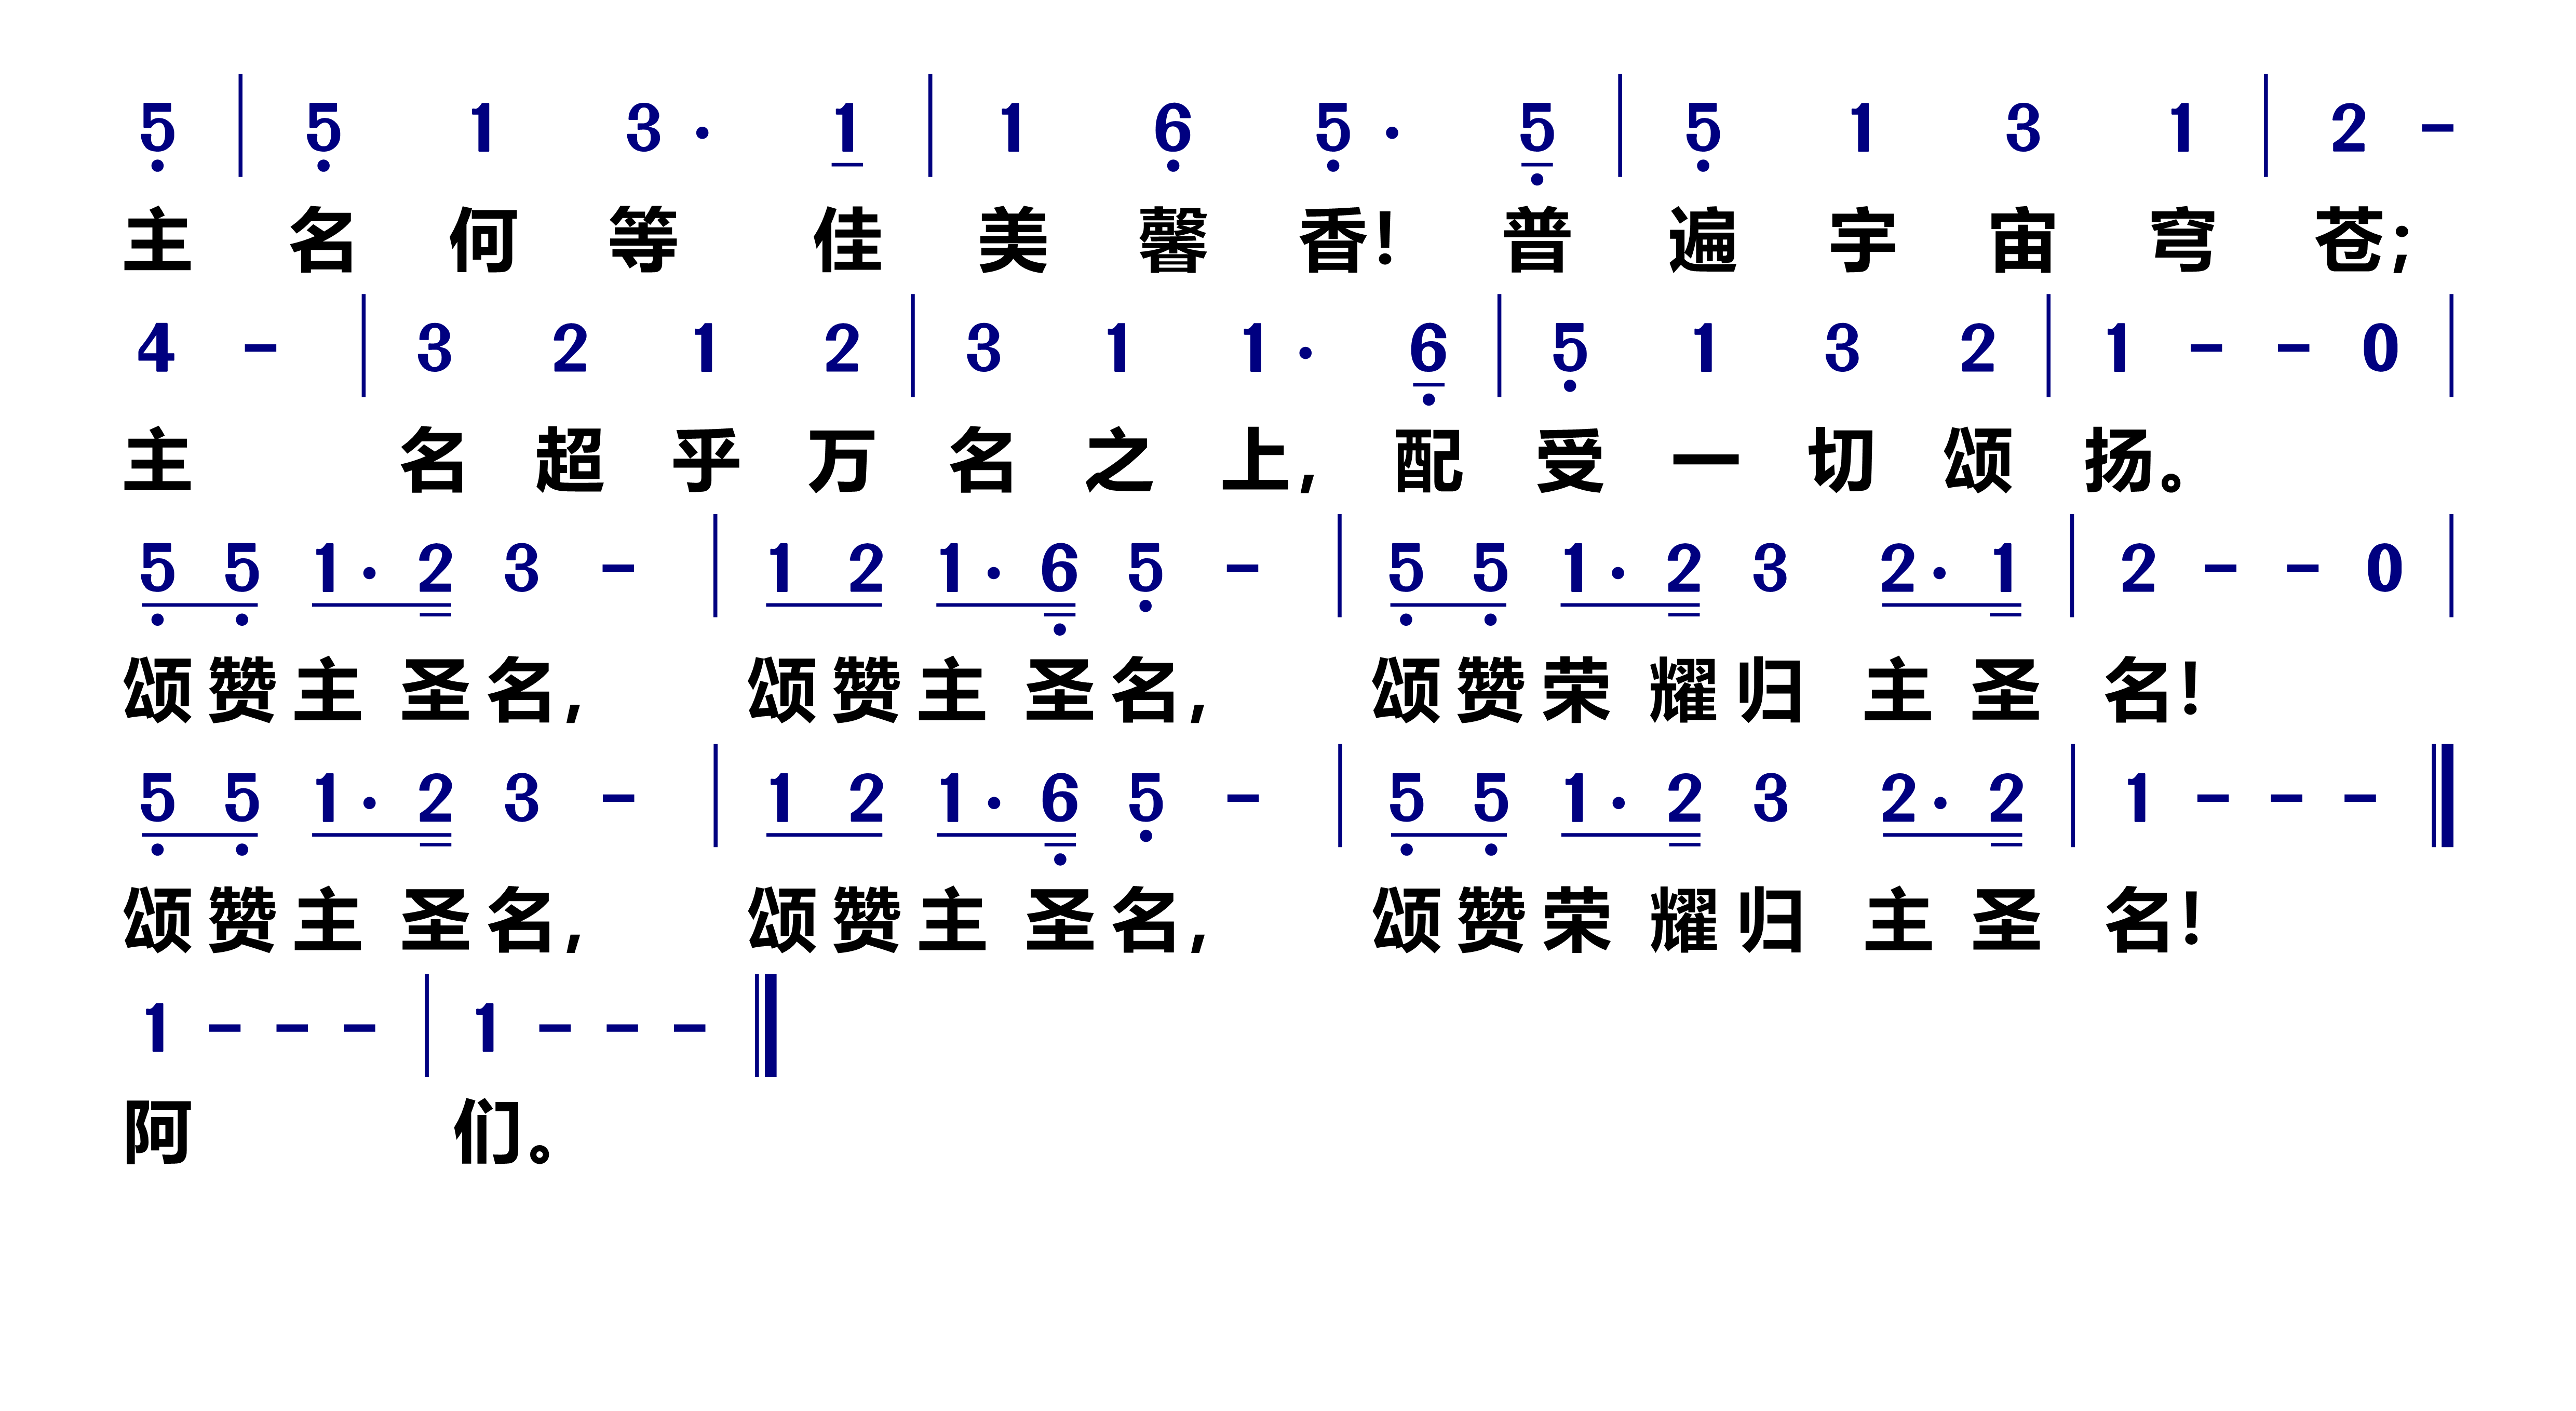 5 | 5 1 3 · 1 | 1 6 5 · 5 | 5 1 3 1 | 2 -
主 名 何 等 佳 美 馨 香! 普 遍 宇 宙 穹 苍;
4 - | 3 2 1 2 | 3 1 1 · 6 | 5 1 3 2 | 1 - - 0 |
主 名 超 乎 万 名 之 上, 配 受 一 切 颂 扬。
5 5 1 · 2 3 - | 1 2 1 · 6 5 - | 5 5 1 · 2 3 2 · 1 | 2 - - 0 |
颂 赞 主 圣 名, 颂 赞 主 圣 名, 颂 赞 荣 耀 归 主 圣 名!
5 5 1 · 2 3 - | 1 2 1 · 6 5 - | 5 5 1 · 2 3 2 · 2 | 1 - - - ‖
颂 赞 主 圣 名, 颂 赞 主 圣 名, 颂 赞 荣 耀 归 主 圣 名!
1 - - - | 1 - - - ‖
阿 们。